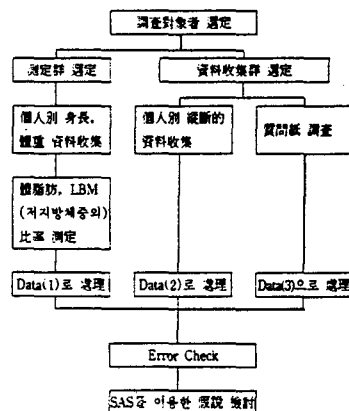 調査對象者 選定
測定群 選定
資料收集群 選定
個人別 身長,
體重 資料收集
個人別 縱斷的
資料收集
質問紙 調査
體脂肪, LBM
(저지방체중의)
比率 測定
Data(1)로 處理
Data(2)로 處理
Data(3)으로 處理
Error Check
SAS를 이용한 假說 檢討